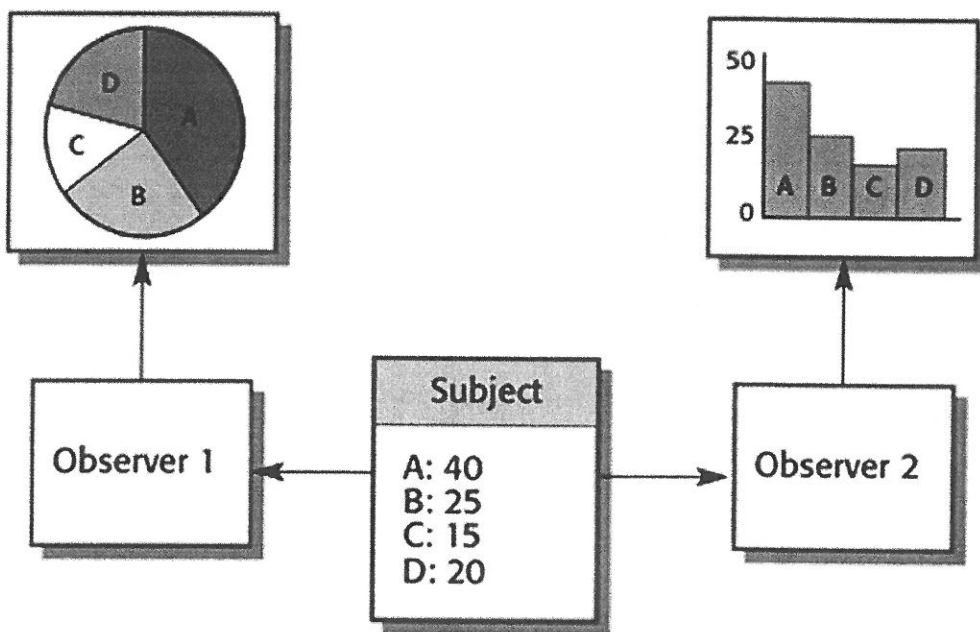 D
A
C
B
50
25
0
A B C D
Observer 1
Subject
A: 40
B: 25
C: 15
D: 20
Observer 2